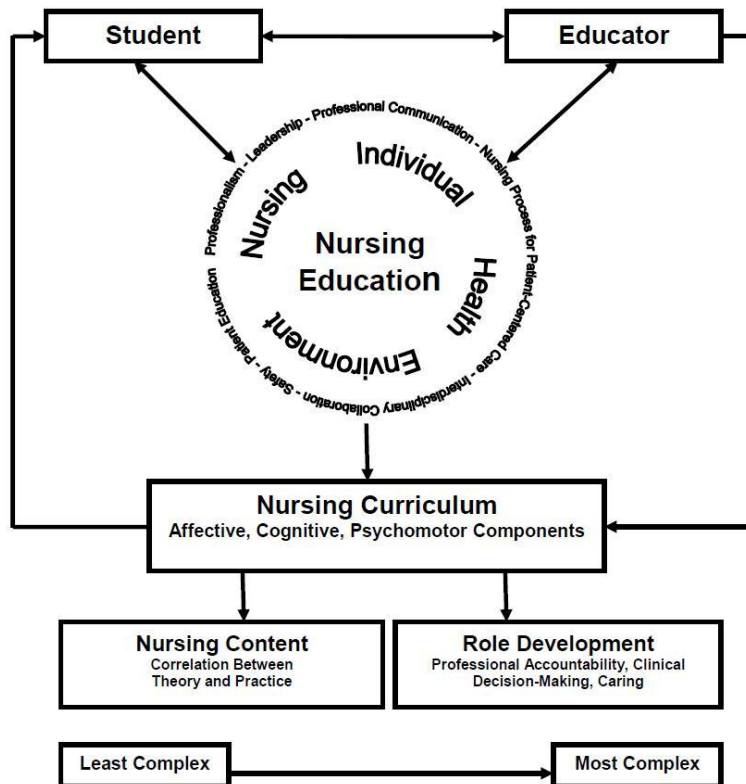 Student
Educator
Professionalism - Leadership - Professional Communication - Nursing Process for Patient-Centered Care - Interdisciplinary Collaboration - Safety - Patient Education
Nursing
Individual
Health
Environment
Nursing
Education
Nursing Curriculum
Affective, Cognitive, Psychomotor Components
Nursing Content
Correlation Between
Theory and Practice
Role Development
Professional Accountability, Clinical
Decision-Making, Caring
Least Complex
Most Complex